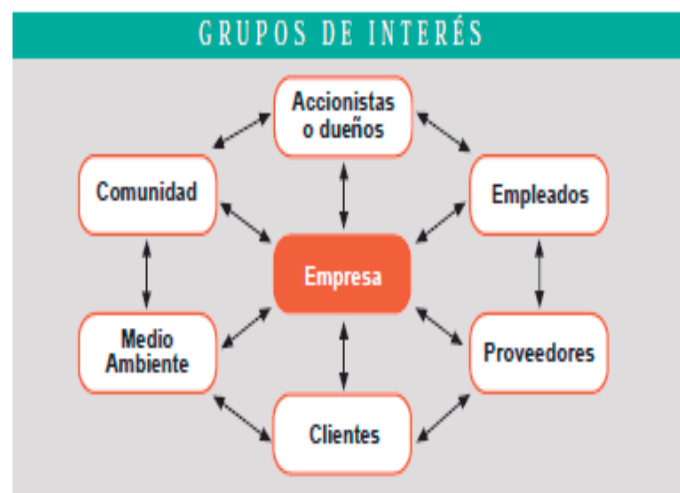 GRUPOS DE INTERÉS
Accionistas
o dueños
Comunidad
Empleados
Empresa
Medio
Ambiente
Proveedores
Clientes